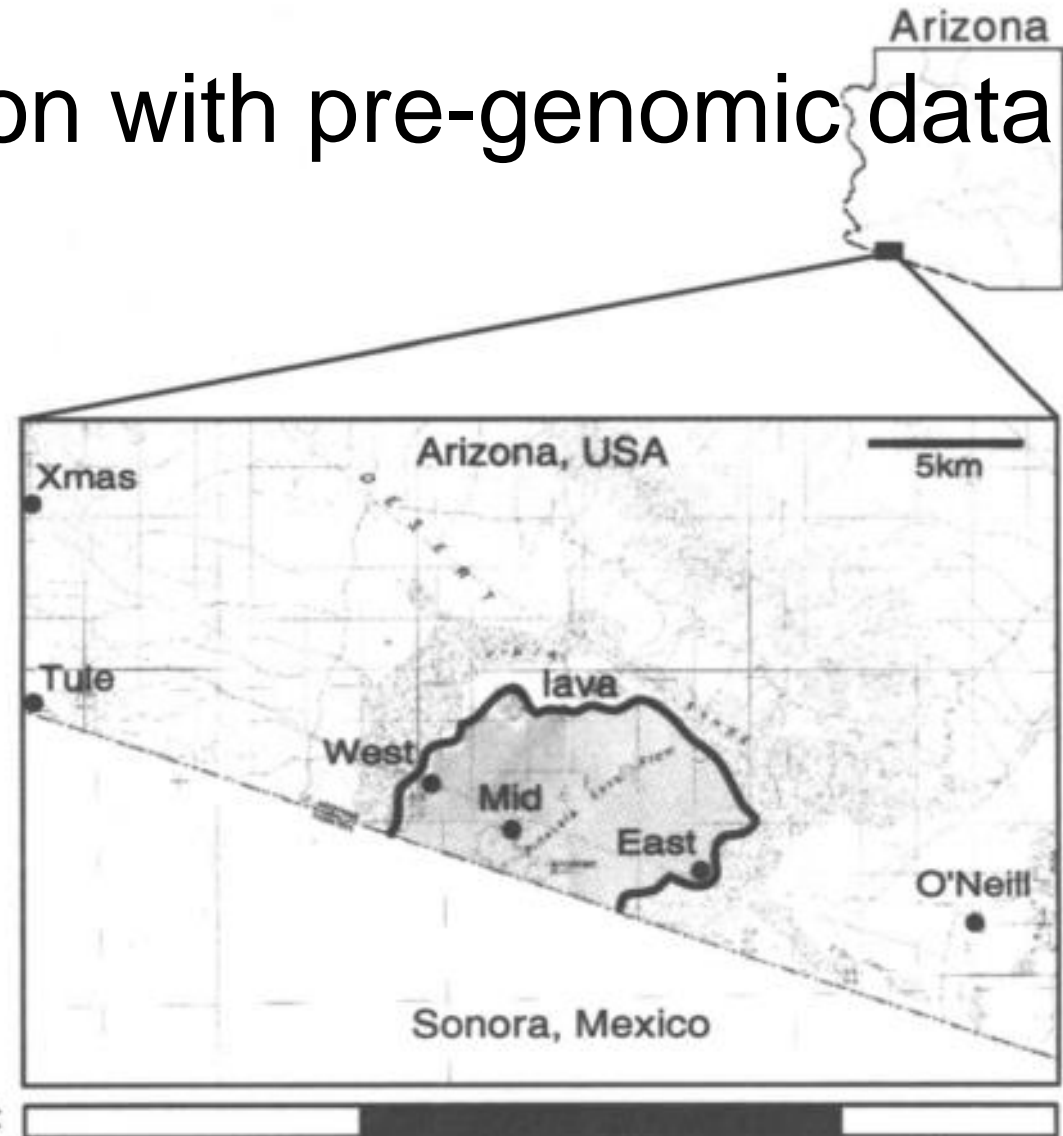 Arizona
on with pre-genomic data
Arizona, USA
5km
Xmas
Tule
lava
West
Mid
East
O'Neill
Sonora, Mexico